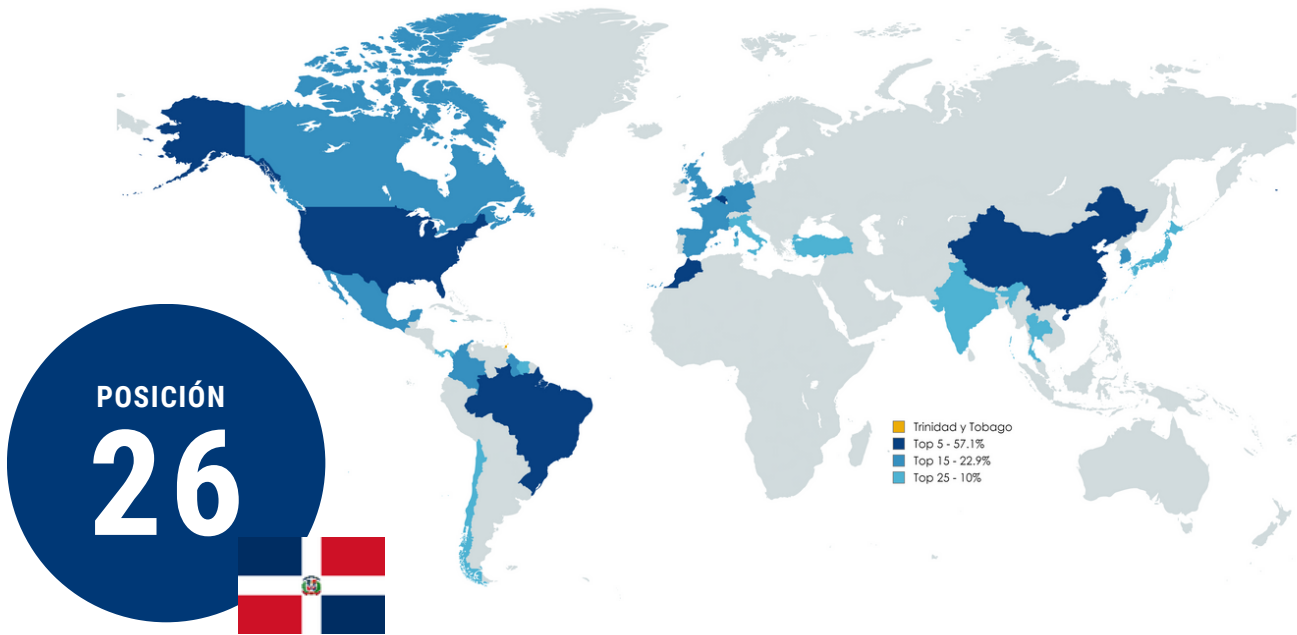 POSICIÓN
26
Trinidad y Tobago
Top 5 - 57.1%
Top 15 - 22.9%
Top 25 - 10%